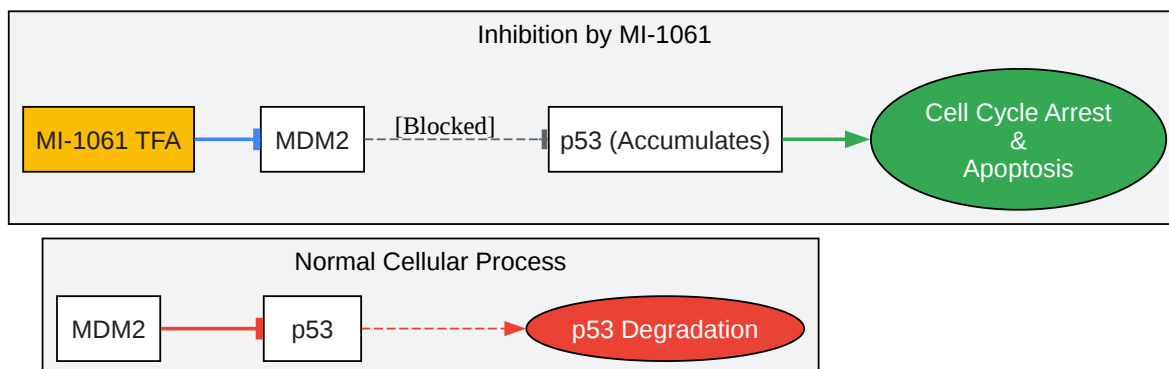 Inhibition by MI-1061
MI-1061 TFA
MDM2
[Blocked]
p53 (Accumulates)
Cell Cycle Arrest
&
Apoptosis
Normal Cellular Process
MDM2
p53
p53 Degradation